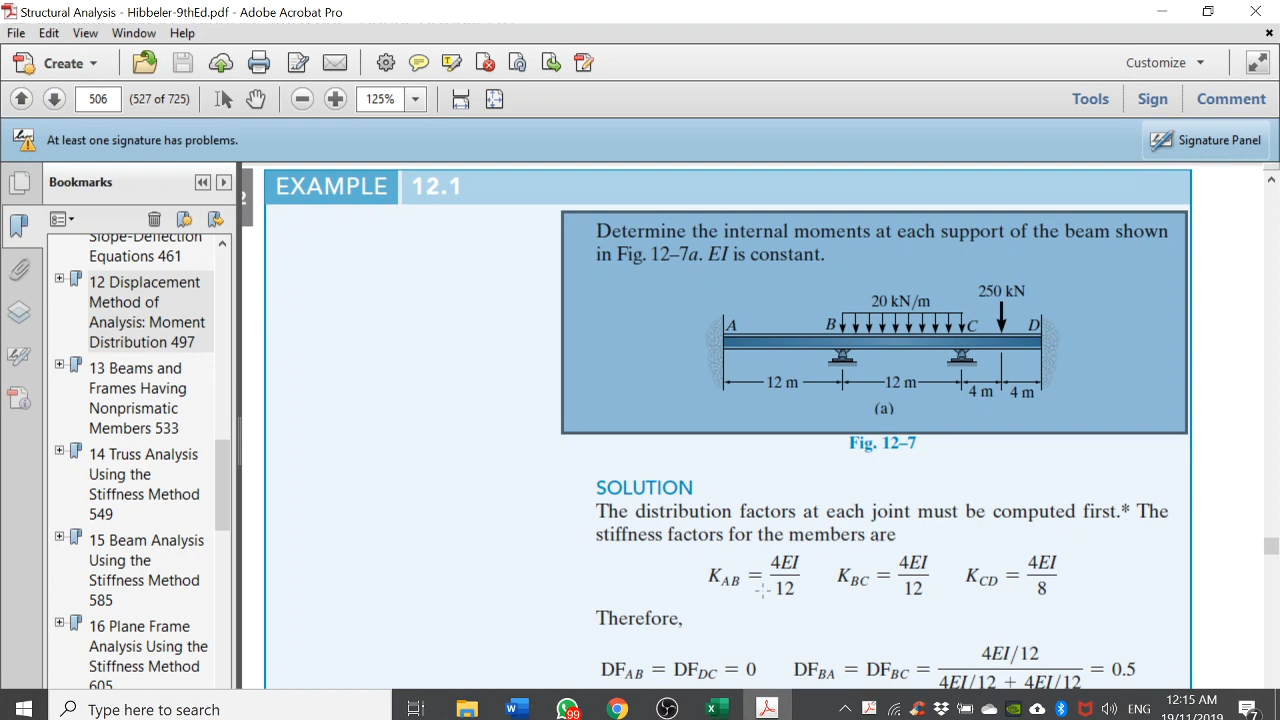 Structural Analysis - Hibbeler-9thEd.pdf - Adobe Acrobat Pro
File Edit View Window Help
Create
Customize
506 (527 of 725) 125%
Tools Sign Comment
At least one signature has problems.
Signature Panel
Bookmarks
Slope-Deflection
Equations 461
12 Displacement
Method of
Analysis: Moment
Distribution 497
13 Beams and
Frames Having
Nonprismatic
Members 533
14 Truss Analysis
Using the
Stiffness Method
549
15 Beam Analysis
Using the
Stiffness Method
585
16 Plane Frame
Analysis Using the
Stiffness Method
605
2
EXAMPLE 12.1
Determine the internal moments at each support of the beam shown
in Fig. 12–7a. EI is constant.
250 kN
20 kN/m
A B C D
12 m 12 m 4 m 4 m
(a)
Fig. 12–7
SOLUTION
The distribution factors at each joint must be computed first.* The
stiffness factors for the members are
K_AB = 4EI/12 K_BC = 4EI/12 K_CD = 4EI/8
Therefore,
DF_AB = DF_DC = 0 DF_BA = DF_BC = (4EI/12)/(4EI/12 + 4EI/12) = 0.5
Type here to search
99
ENG
12:15 AM
19/11/2019
7